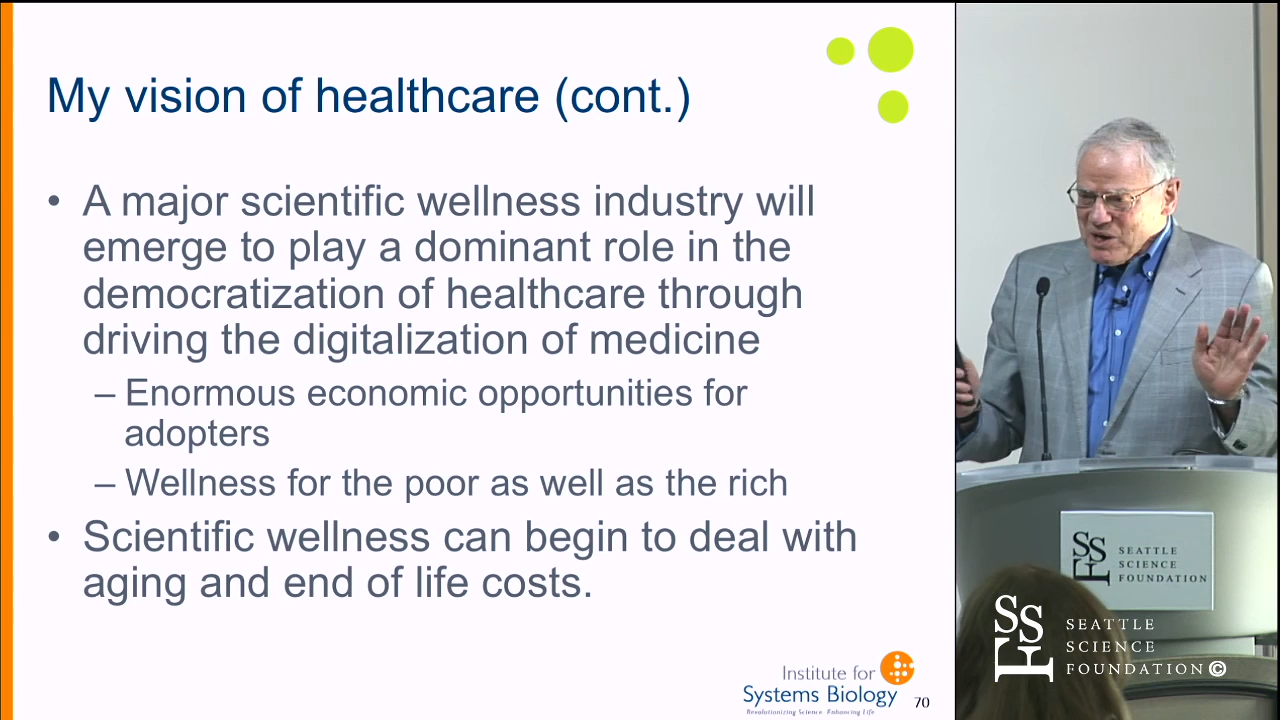 My vision of healthcare (cont.)
• A major scientific wellness industry will
emerge to play a dominant role in the
democratization of healthcare through
driving the digitalization of medicine
– Enormous economic opportunities for
adopters
– Wellness for the poor as well as the rich
• Scientific wellness can begin to deal with
aging and end of life costs.
Institute for
Systems Biology
Revolutionizing Science. Enhancing Life.
70
SSF
SEATTLE
SCIENCE
FOUNDATION
SSF
SEATTLE
SCIENCE
FOUNDATION©